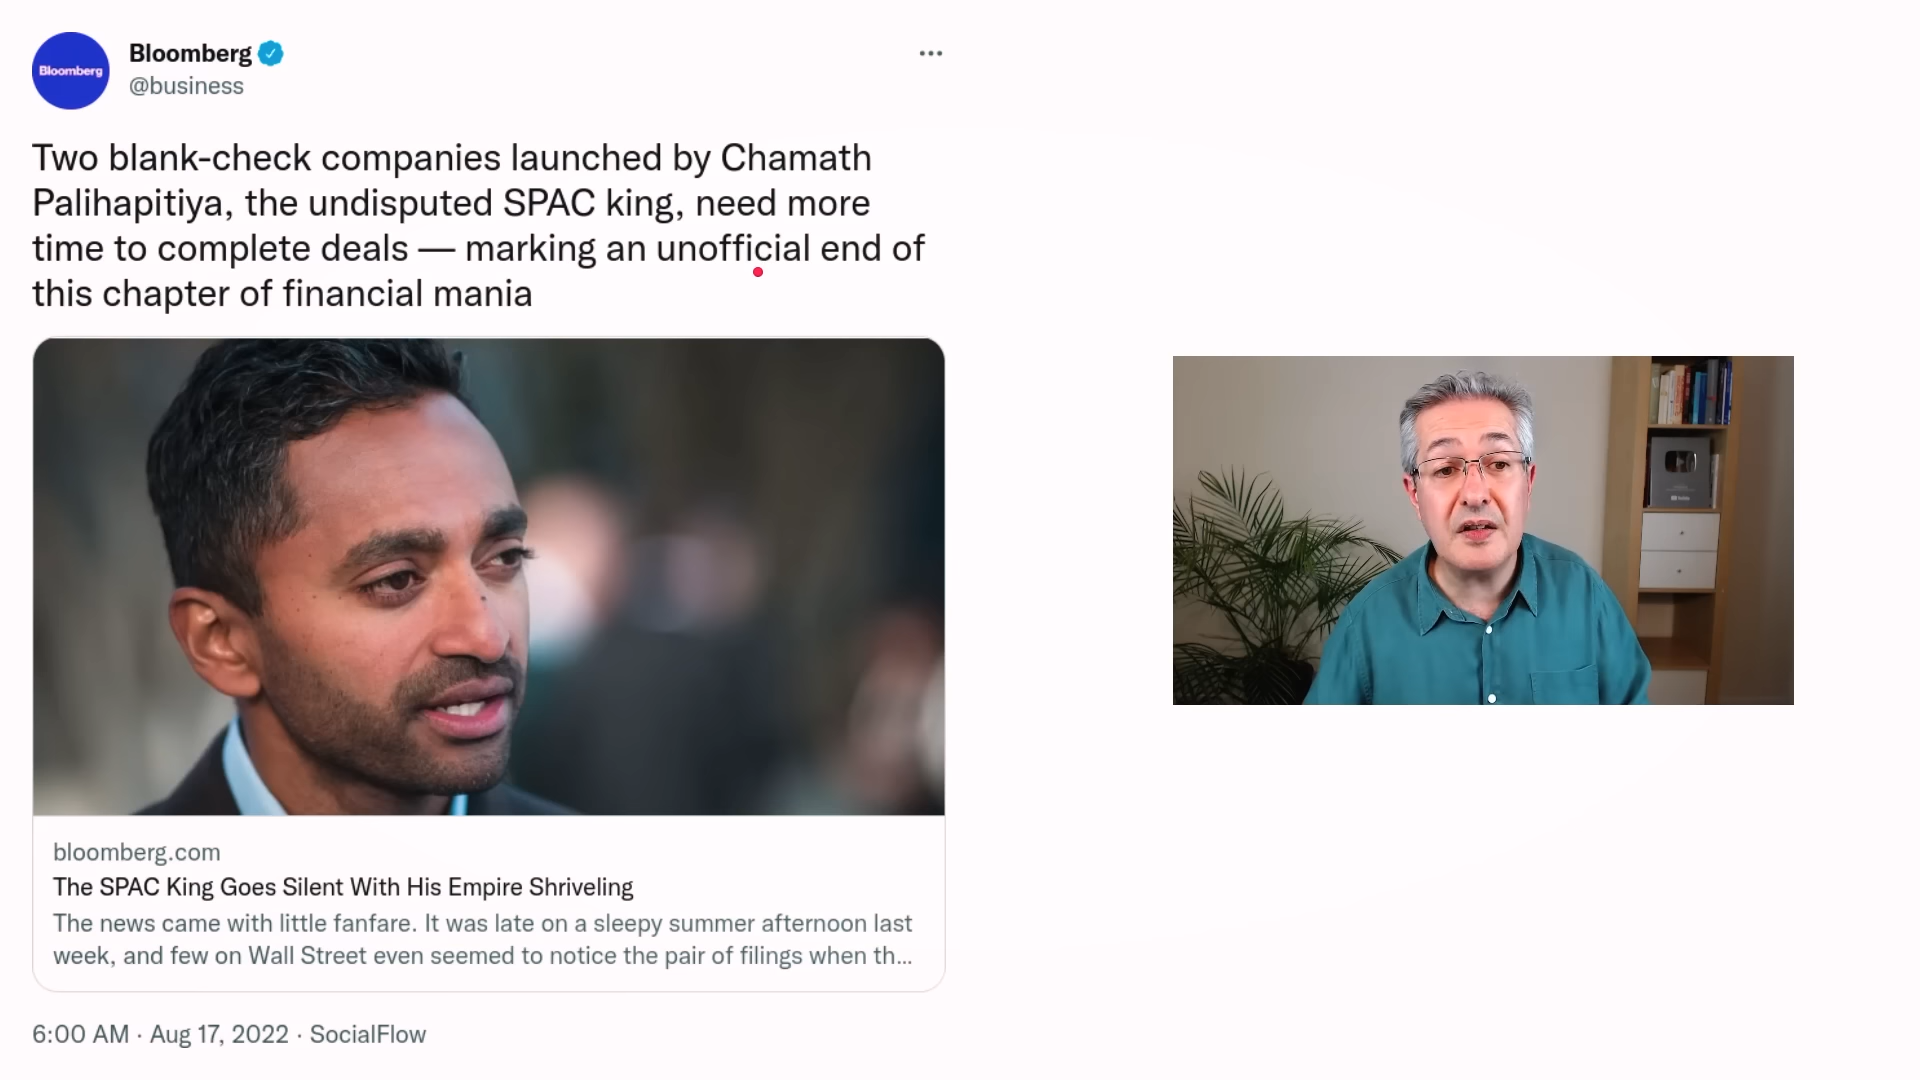 Bloomberg
Bloomberg
@business
Two blank-check companies launched by Chamath
Palihapitiya, the undisputed SPAC king, need more
time to complete deals — marking an unofficial end of
this chapter of financial mania
bloomberg.com
The SPAC King Goes Silent With His Empire Shriveling
The news came with little fanfare. It was late on a sleepy summer afternoon last
week, and few on Wall Street even seemed to notice the pair of filings when th...
6:00 AM · Aug 17, 2022 · SocialFlow